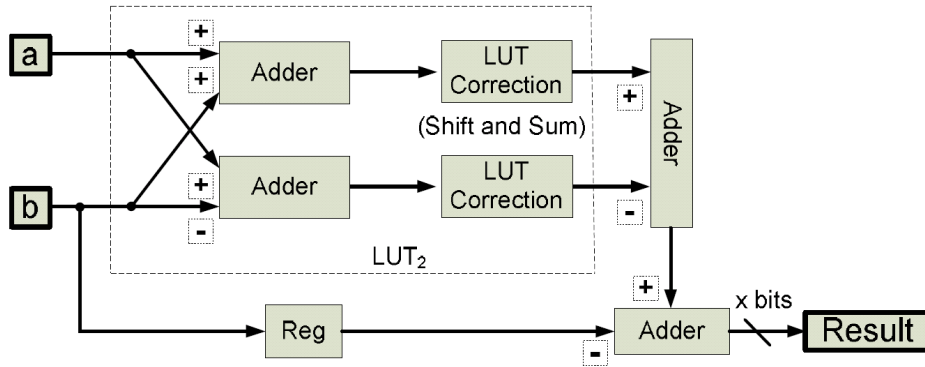 a
+
+
Adder
LUT
Correction
+
Adder
(Shift and Sum)
b
+
-
Adder
LUT
Correction
-
LUT₂
+
x bits
Reg
-
Adder
Result